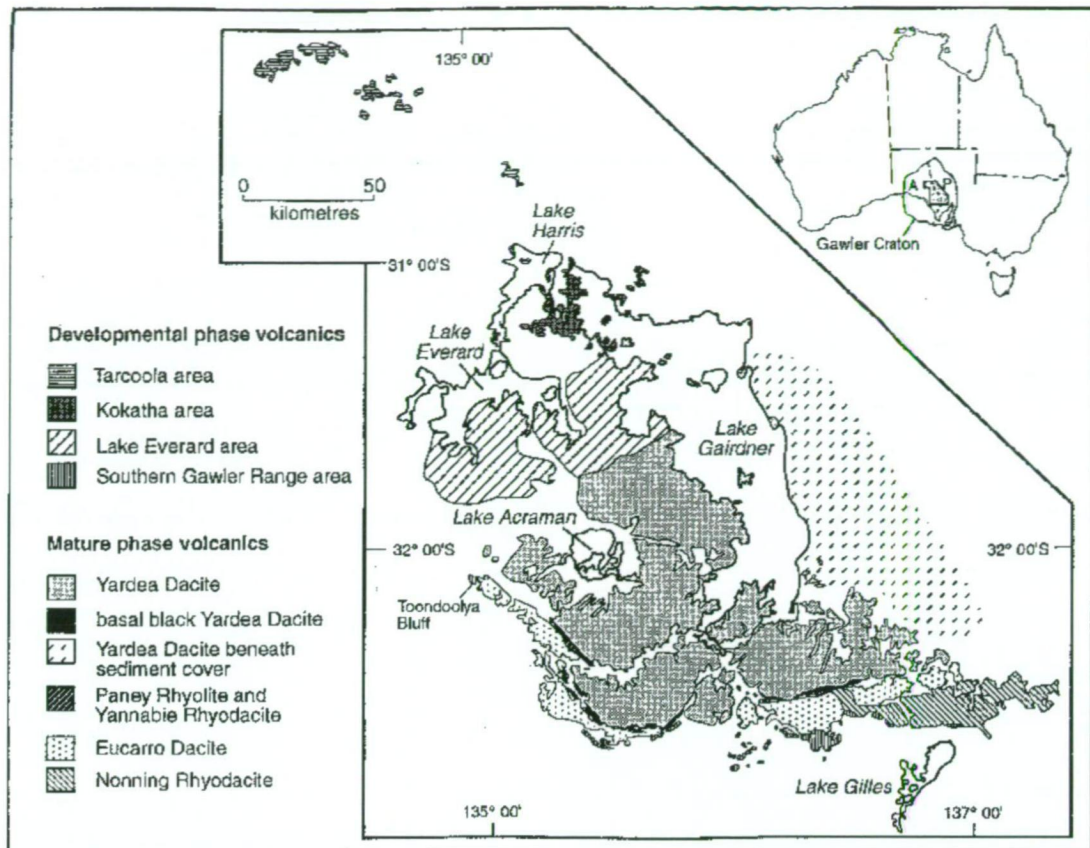 135° 00'
0 50
kilometres
A P
Gawler Craton
Lake
Harris
31° 00'S
Developmental phase volcanics
Tarcoola area
Kokatha area
Lake Everard area
Southern Gawler Range area
Lake
Everard
Lake
Gairdner
Lake Acraman
Mature phase volcanics
Yardea Dacite
basal black Yardea Dacite
Yardea Dacite beneath
sediment cover
Paney Rhyolite and
Yannabie Rhyodacite
Eucarro Dacite
Nonning Rhyodacite
32° 00'S
32° 00'S
Toondoolya
Bluff
Lake Gilles
135° 00'
137° 00'